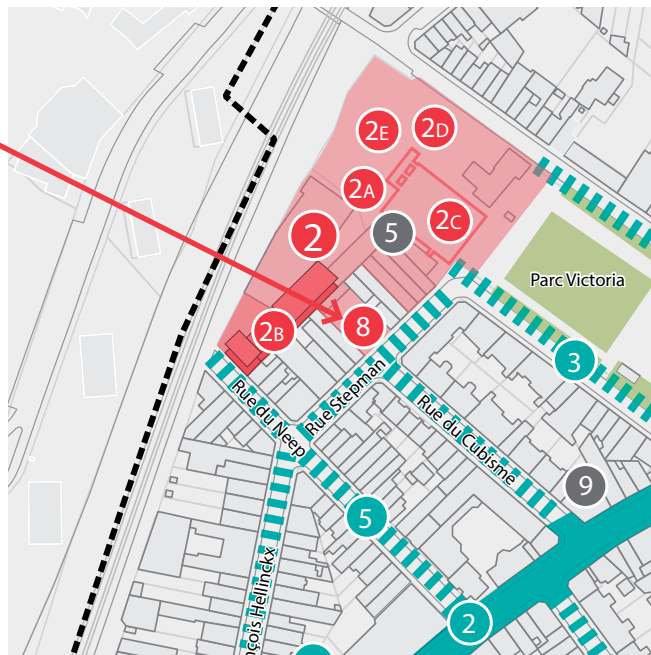 2E
2D
2A
2C
5
2
Parc Victoria
8
2B
3
Rue Stepman
Rue du Neep
Rue du Cubisme
9
5
çois Hellinckx
2